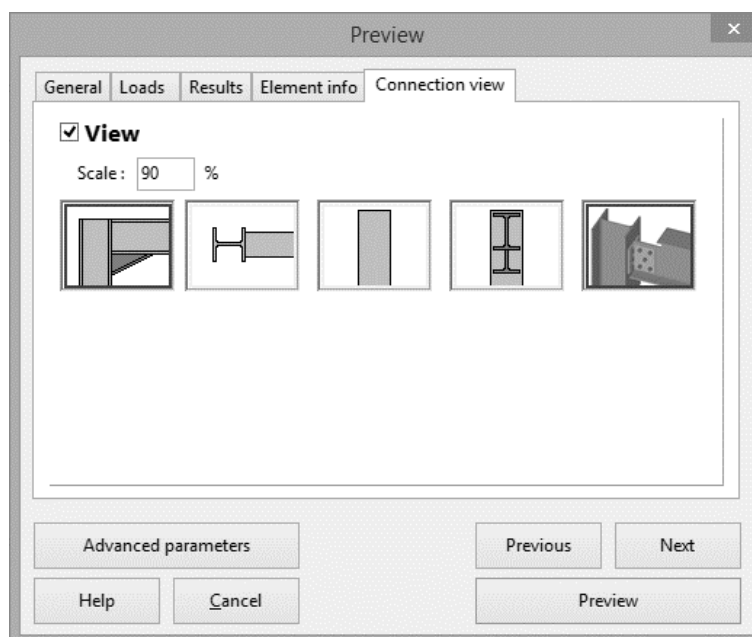 Preview
General Loads Results Element info Connection view
View
Scale: 90 %
Advanced parameters Previous Next
Help Cancel Preview